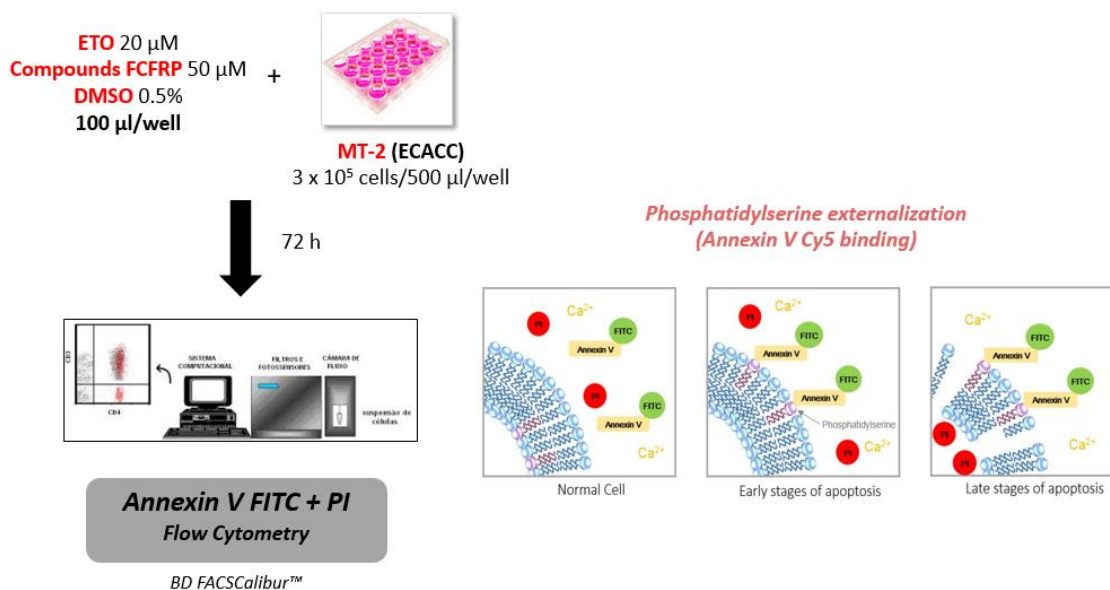 ETO 20 µM
Compounds FCFRP 50 µM
DMSO 0.5%
100 µl/well
+
MT-2 (ECACC)
3 x 10⁵ cells/500 µl/well
72 h
CD3
CD4
SISTEMA
COMPUTACIONAL
FILTROS E
FOTOSSENSORES
CÂMARA DE
FLUXO
suspensão de
células
Annexin V FITC + PI
Flow Cytometry
BD FACSCalibur™
Phosphatidylserine externalization
(Annexin V Cy5 binding)
PI
Ca²⁺
FITC
Annexin V
PI
FITC
Annexin V
Ca²⁺
Normal Cell
PI
Ca²⁺
FITC
Annexin V
FITC
Annexin V
Phosphatidylserine
PI
Ca²⁺
Early stages of apoptosis
Ca²⁺
FITC
Annexin V
FITC
Annexin V
PI
PI
Ca²⁺
Late stages of apoptosis